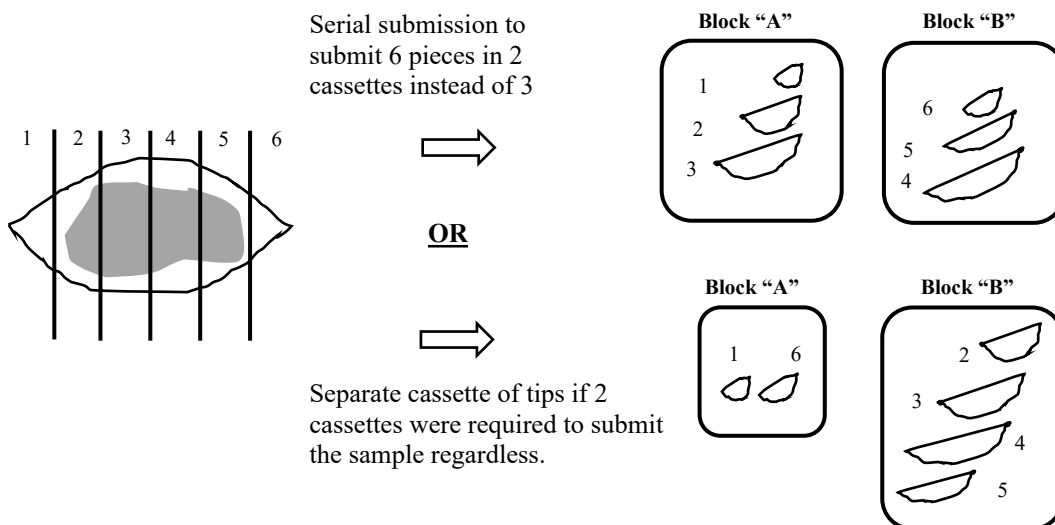 Serial submission to
submit 6 pieces in 2
cassettes instead of 3
Block “A”
Block “B”
1
2
3
6
5
4
1 2 3 4 5 6
OR
Block “A”
Block “B”
1 6
2
3
4
5
Separate cassette of tips if 2
cassettes were required to submit
the sample regardless.